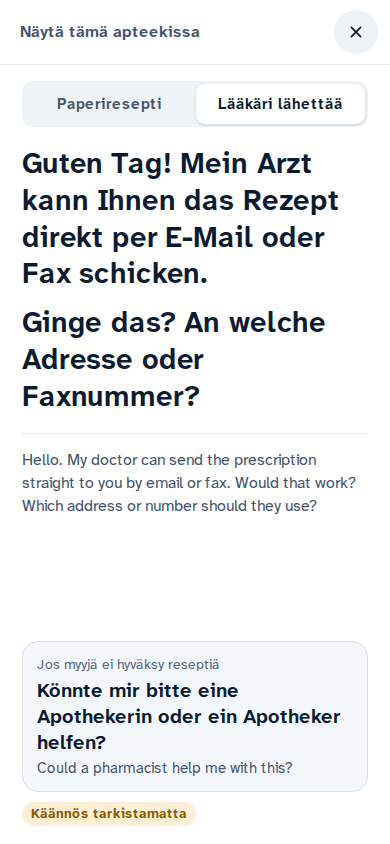 Näytä tämä apteekissa
Paperiresepti
Lääkäri lähettää
Guten Tag! Mein Arzt
kann Ihnen das Rezept
direkt per E-Mail oder
Fax schicken.
Ginge das? An welche
Adresse oder
Faxnummer?
Hello. My doctor can send the prescription
straight to you by email or fax. Would that work?
Which address or number should they use?
Jos myyjä ei hyväksy reseptiä
Könnte mir bitte eine
Apothekerin oder ein Apotheker
helfen?
Could a pharmacist help me with this?
Käännös tarkistamatta